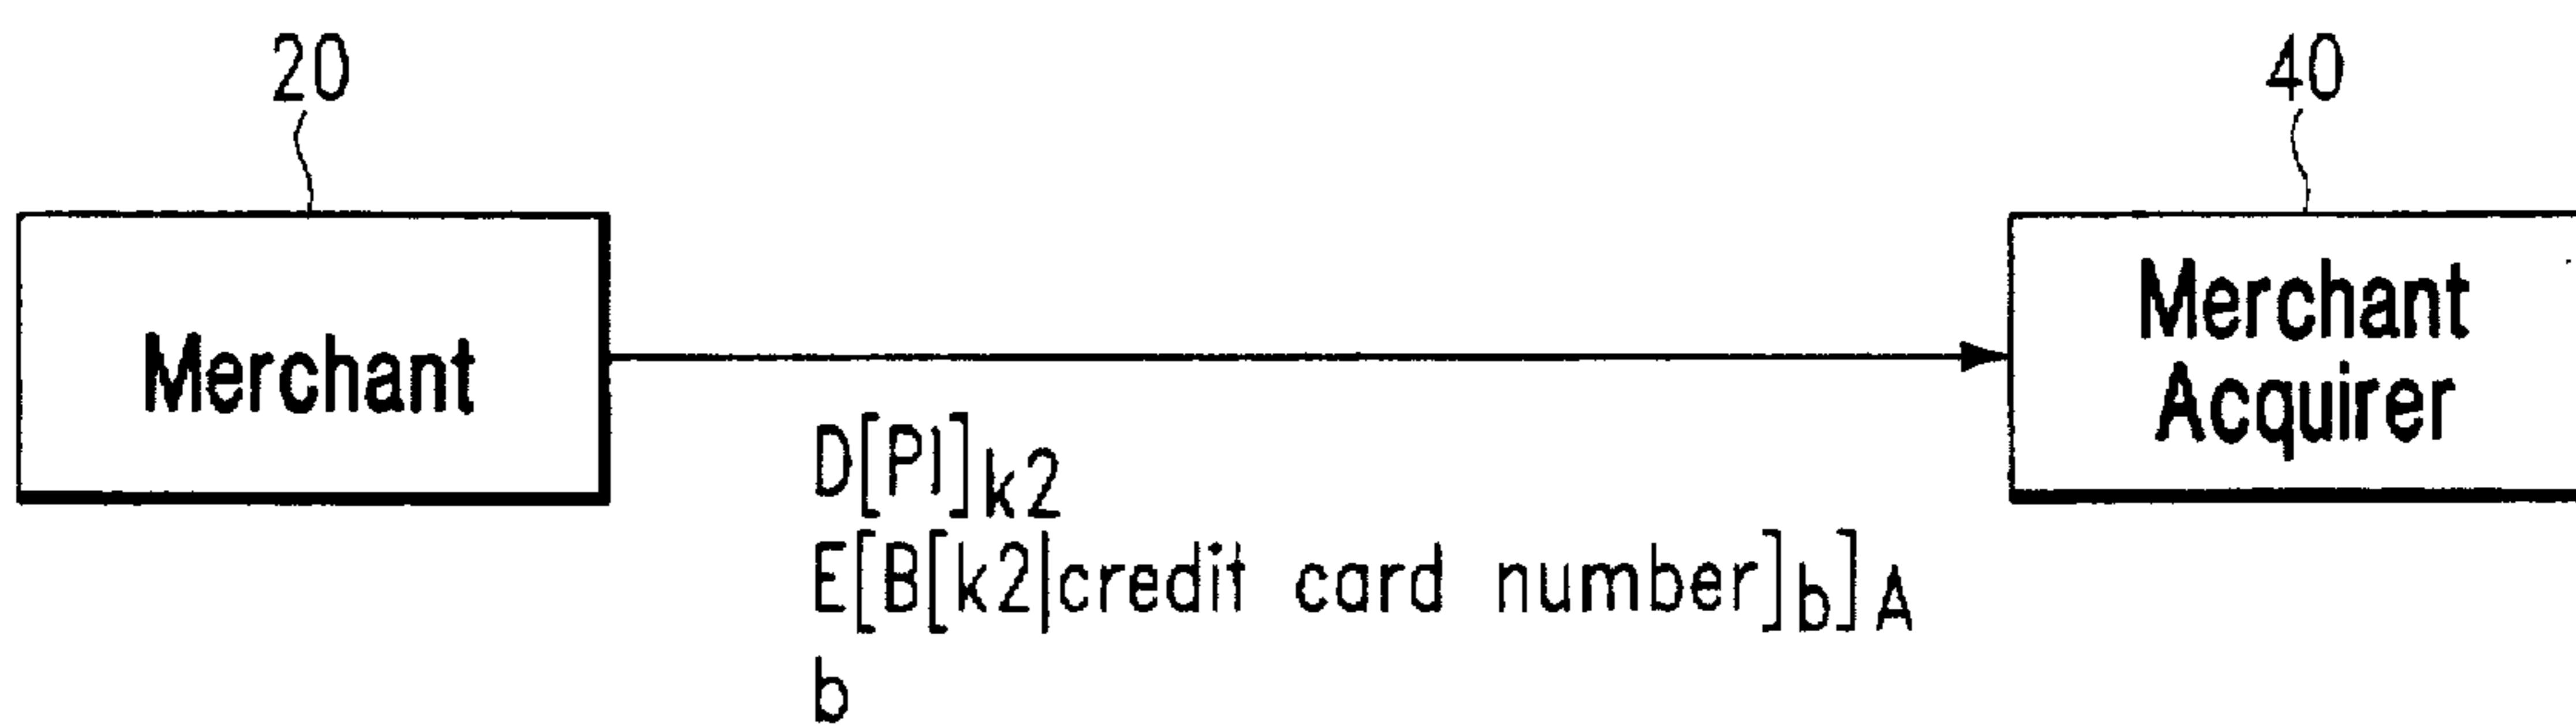 20
40
Merchant
Merchant
Acquirer
D[PI]k2
E[B[k2|credit card number]b]A
b